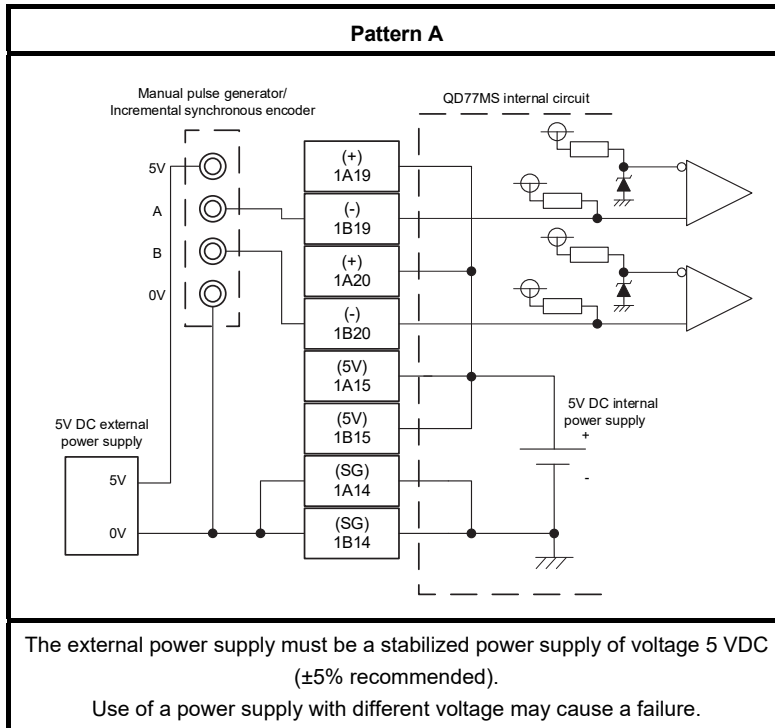 Pattern A
Manual pulse generator/
Incremental synchronous encoder
QD77MS internal circuit
5V
A
B
0V
(+)
1A19
(-)
1B19
(+)
1A20
(-)
1B20
(5V)
1A15
(5V)
1B15
(SG)
1A14
(SG)
1B14
5V DC external
power supply
5V
0V
5V DC internal
power supply
+
-
The external power supply must be a stabilized power supply of voltage 5 VDC
(±5% recommended).
Use of a power supply with different voltage may cause a failure.